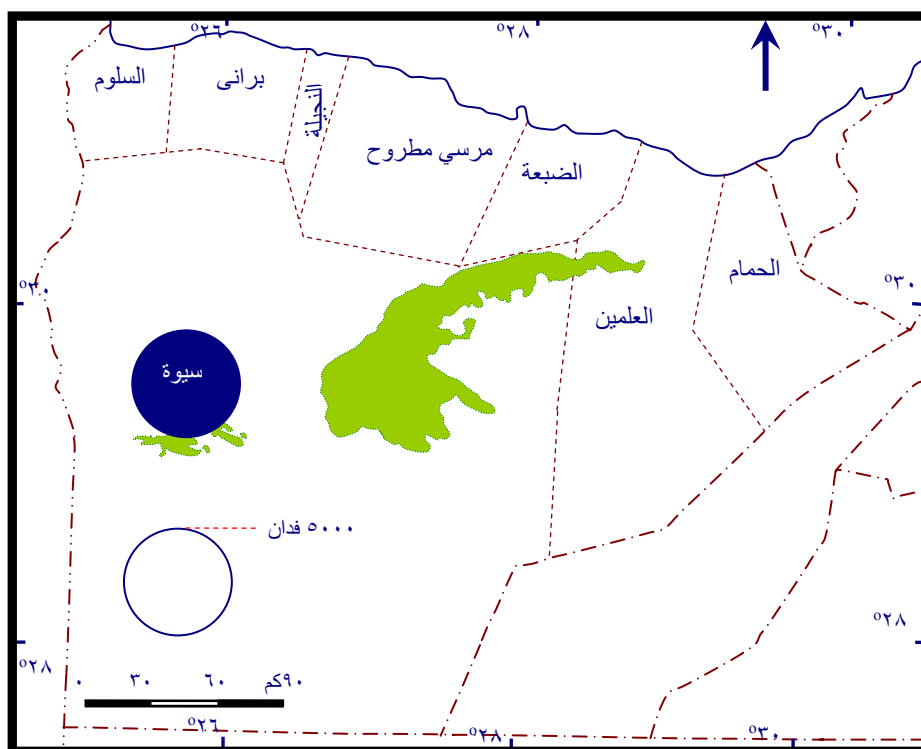 °٢٦
°٢٨
°٣٠
السلوم
برانى
النجيلة
مرسي مطروح
الضبعة
الحمام
°٣٠
°٣٠
العلمين
سيوة
٥٠٠٠ فدان
°٢٨
°٢٨
٠ ٣٠ ٦٠ ٩٠كم
°٢٦
°٢٨
°٣٠